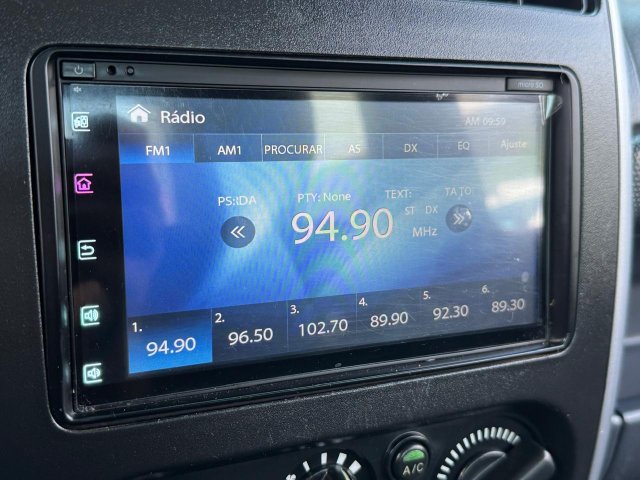 micro SD
Rádio
AM 09:59
FM1 AM1 PROCURAR AS DX EQ Ajuste
PS:IDA PTY: None TEXT: TA TO:
94.90 ST DX
MHz
1. 2. 3. 4. 5. 6.
94.90 96.50 102.70 89.90 92.30 89.30
A/C